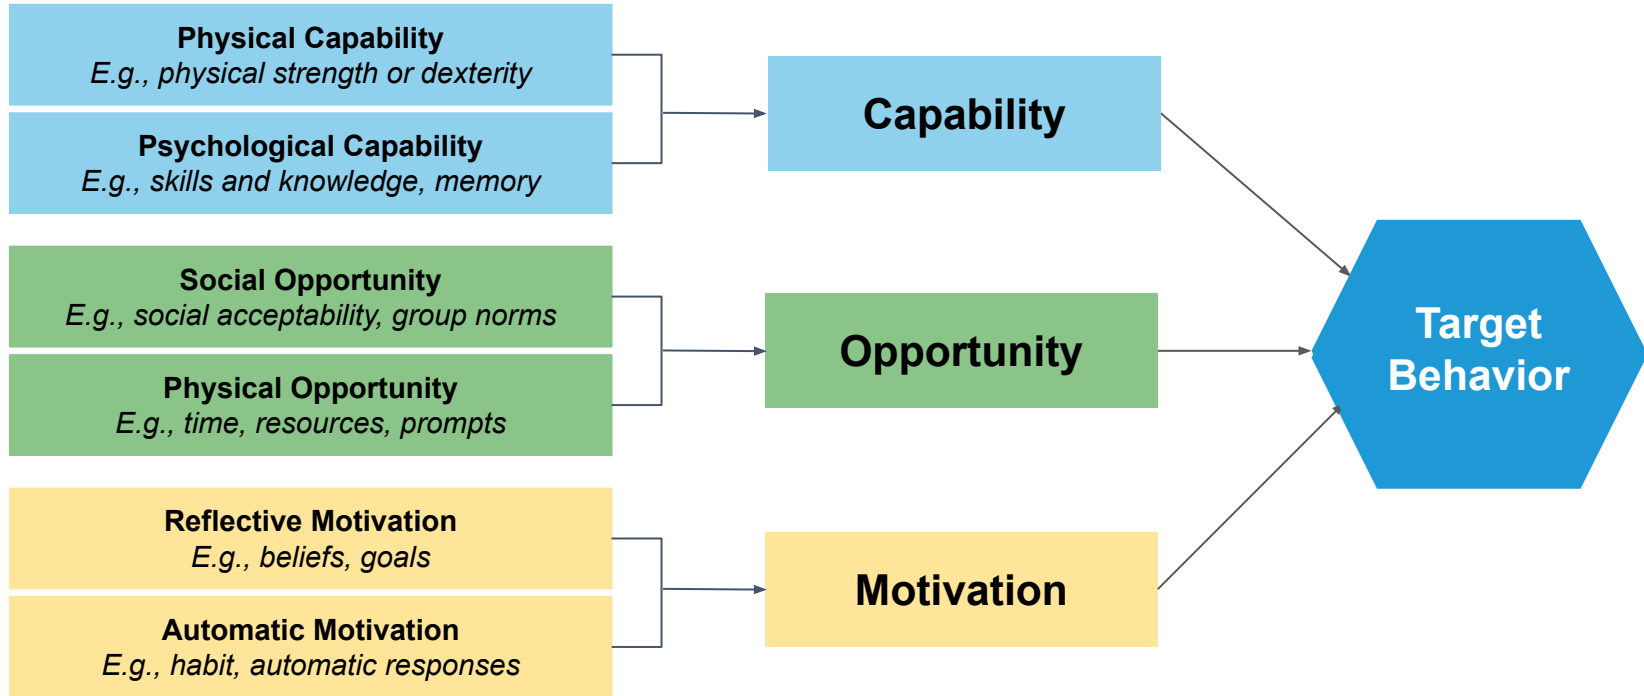 Physical Capability
E.g., physical strength or dexterity
Psychological Capability
E.g., skills and knowledge, memory
Capability
Social Opportunity
E.g., social acceptability, group norms
Physical Opportunity
E.g., time, resources, prompts
Opportunity
Reflective Motivation
E.g., beliefs, goals
Automatic Motivation
E.g., habit, automatic responses
Motivation
Target
Behavior